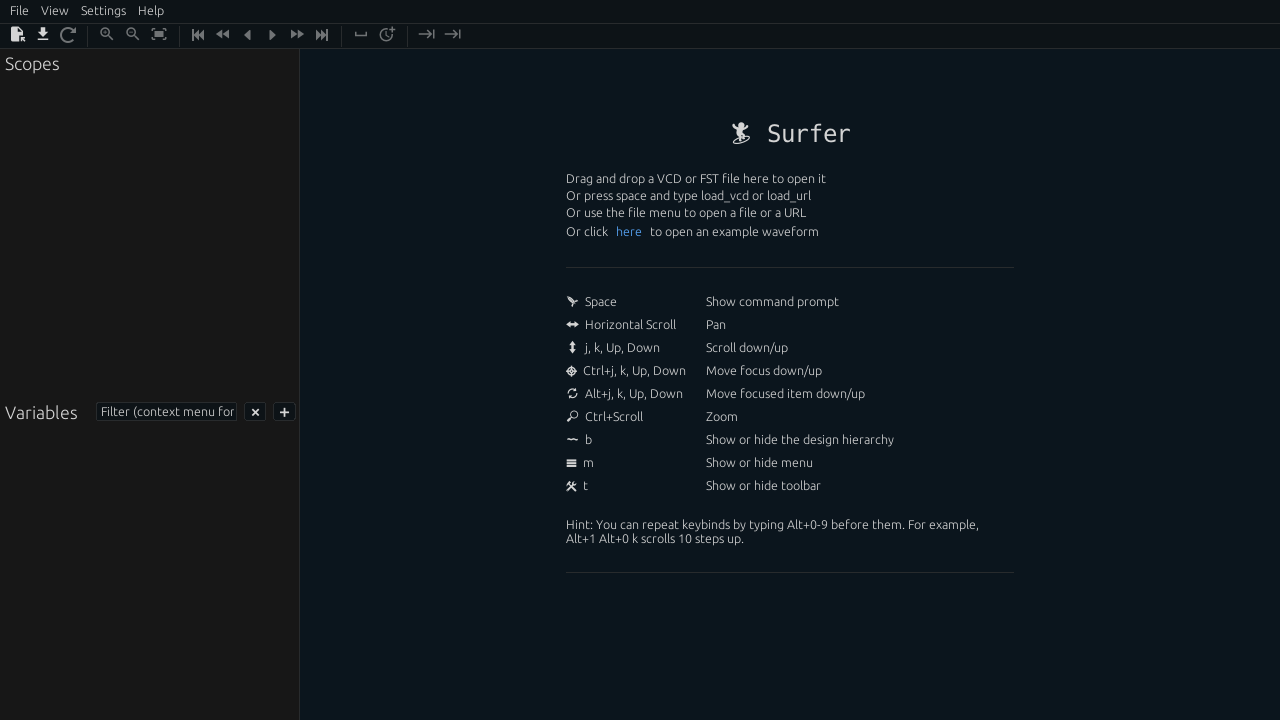 File View Settings Help
Scopes
Surfer
Drag and drop a VCD or FST file here to open it
Or press space and type load_vcd or load_url
Or use the file menu to open a file or a URL
Or click here to open an example waveform
Space Show command prompt
Horizontal Scroll Pan
j, k, Up, Down Scroll down/up
Ctrl+j, k, Up, Down Move focus down/up
Alt+j, k, Up, Down Move focused item down/up
Ctrl+Scroll Zoom
b Show or hide the design hierarchy
m Show or hide menu
t Show or hide toolbar
Hint: You can repeat keybinds by typing Alt+0-9 before them. For example,
Alt+1 Alt+0 k scrolls 10 steps up.
Variables Filter (context menu for